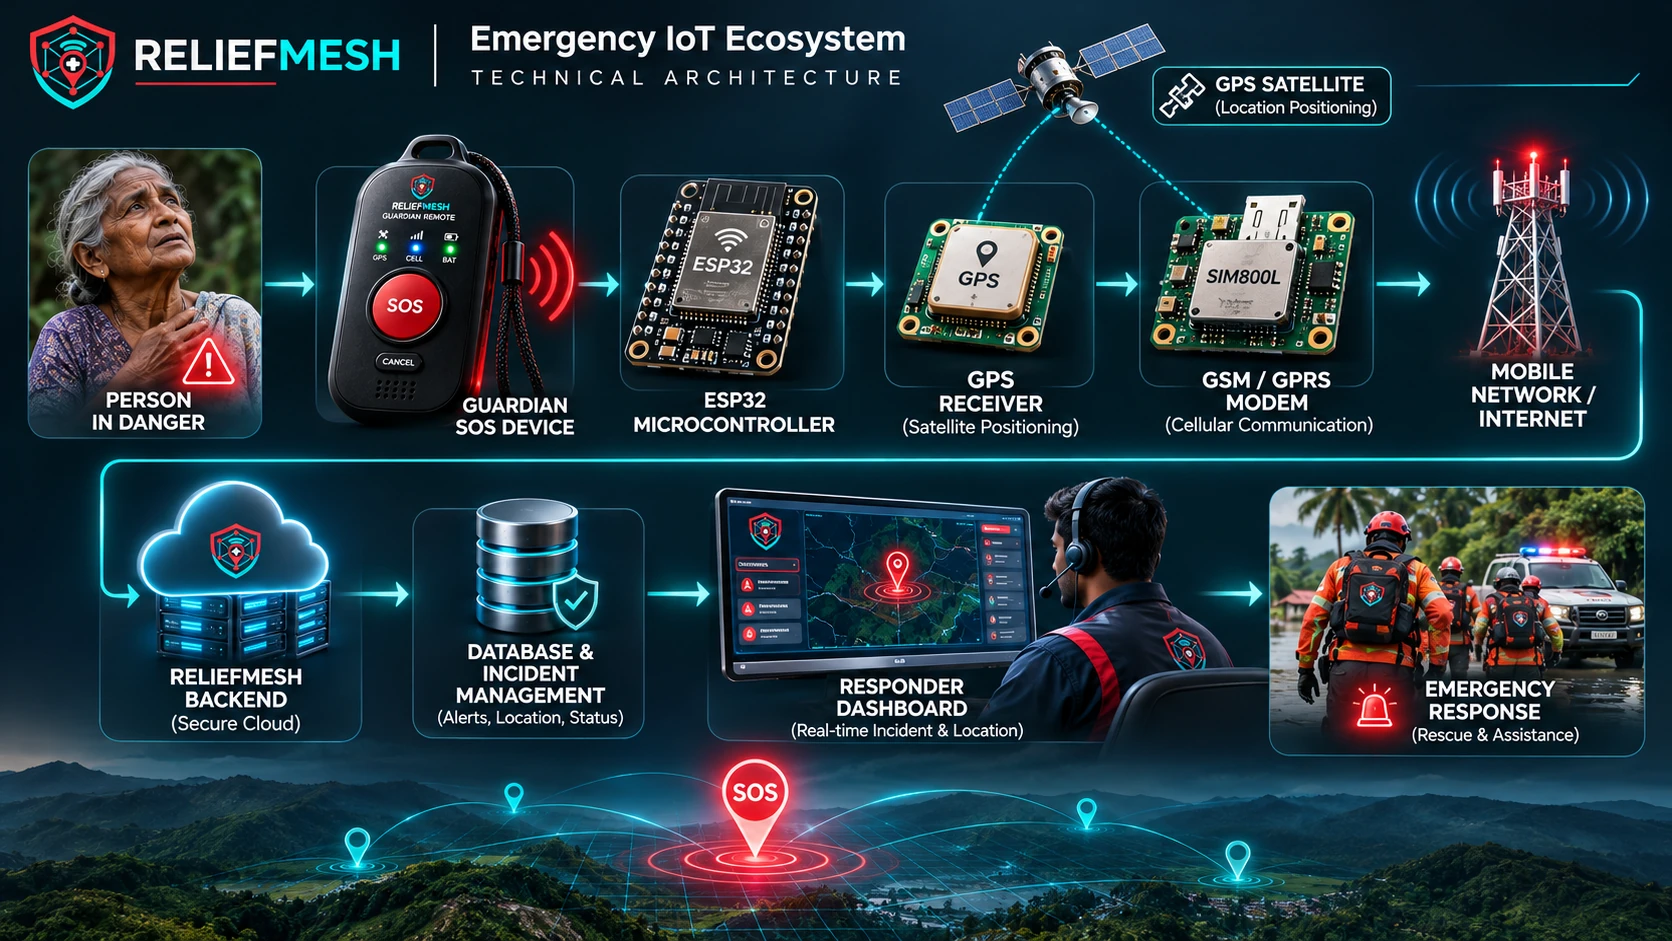 RELIEFMESH
Emergency IoT Ecosystem
TECHNICAL ARCHITECTURE
GPS SATELLITE
(Location Positioning)
PERSON
IN DANGER
RELIEFMESH
GUARDIAN REMOTE
GPS CELL BAT
SOS
CANCEL
GUARDIAN
SOS DEVICE
ESP32
ESP32
MICROCONTROLLER
GPS
GPS
RECEIVER
(Satellite Positioning)
SIM800L
GSM / GPRS
MODEM
(Cellular Communication)
MOBILE
NETWORK /
INTERNET
RELIEFMESH
BACKEND
(Secure Cloud)
DATABASE &
INCIDENT
MANAGEMENT
(Alerts, Location, Status)
RESPONDER
DASHBOARD
(Real-time Incident & Location)
EMERGENCY
RESPONSE
(Rescue & Assistance)
SOS